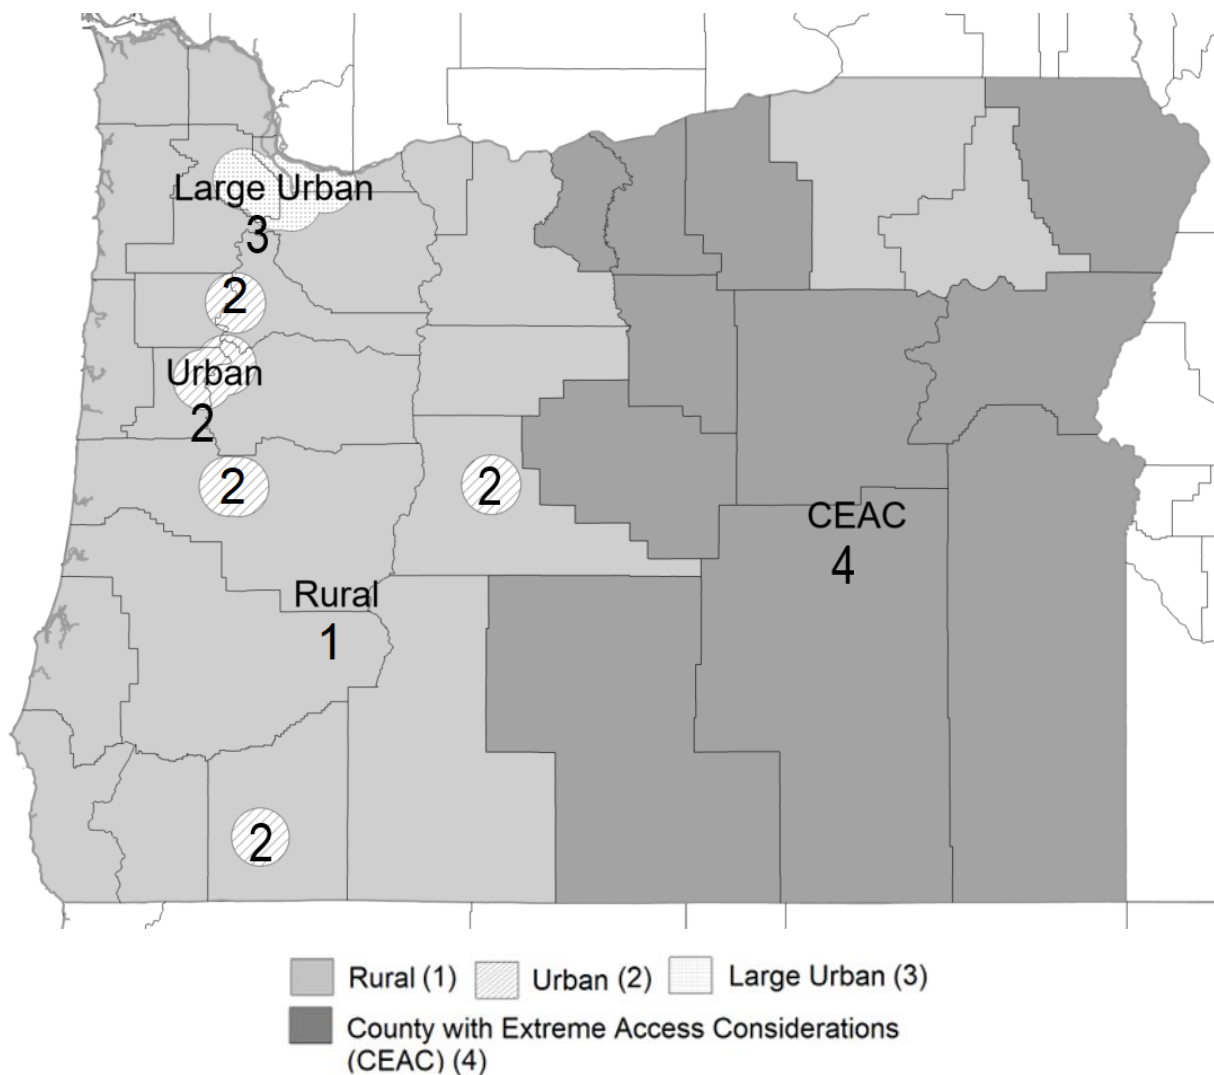 Large Urban
3
2
Urban
2
2
2
CEAC
4
Rural
1
2
Rural (1) Urban (2) Large Urban (3)
County with Extreme Access Considerations
(CEAC) (4)